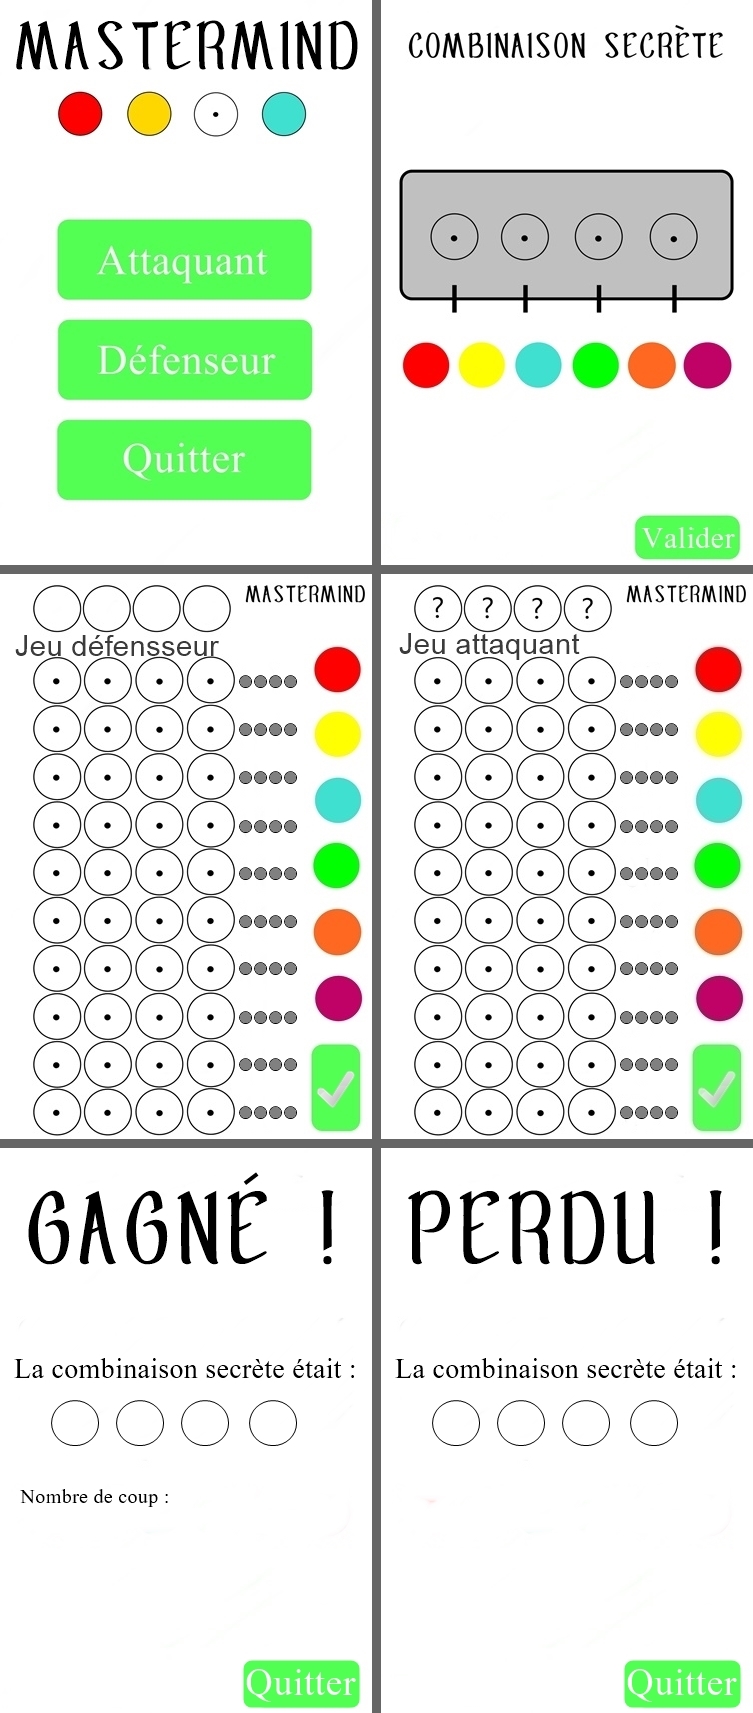 MASTERMIND
Attaquant
Défenseur
Quitter
COMBINAISON SECRÈTE
Valider
MASTERMIND
Jeu défensseur
? ? ? ?
MASTERMIND
Jeu attaquant
GAGNÉ !
La combinaison secrète était :
Nombre de coup :
Quitter
PERDU !
La combinaison secrète était :
Quitter